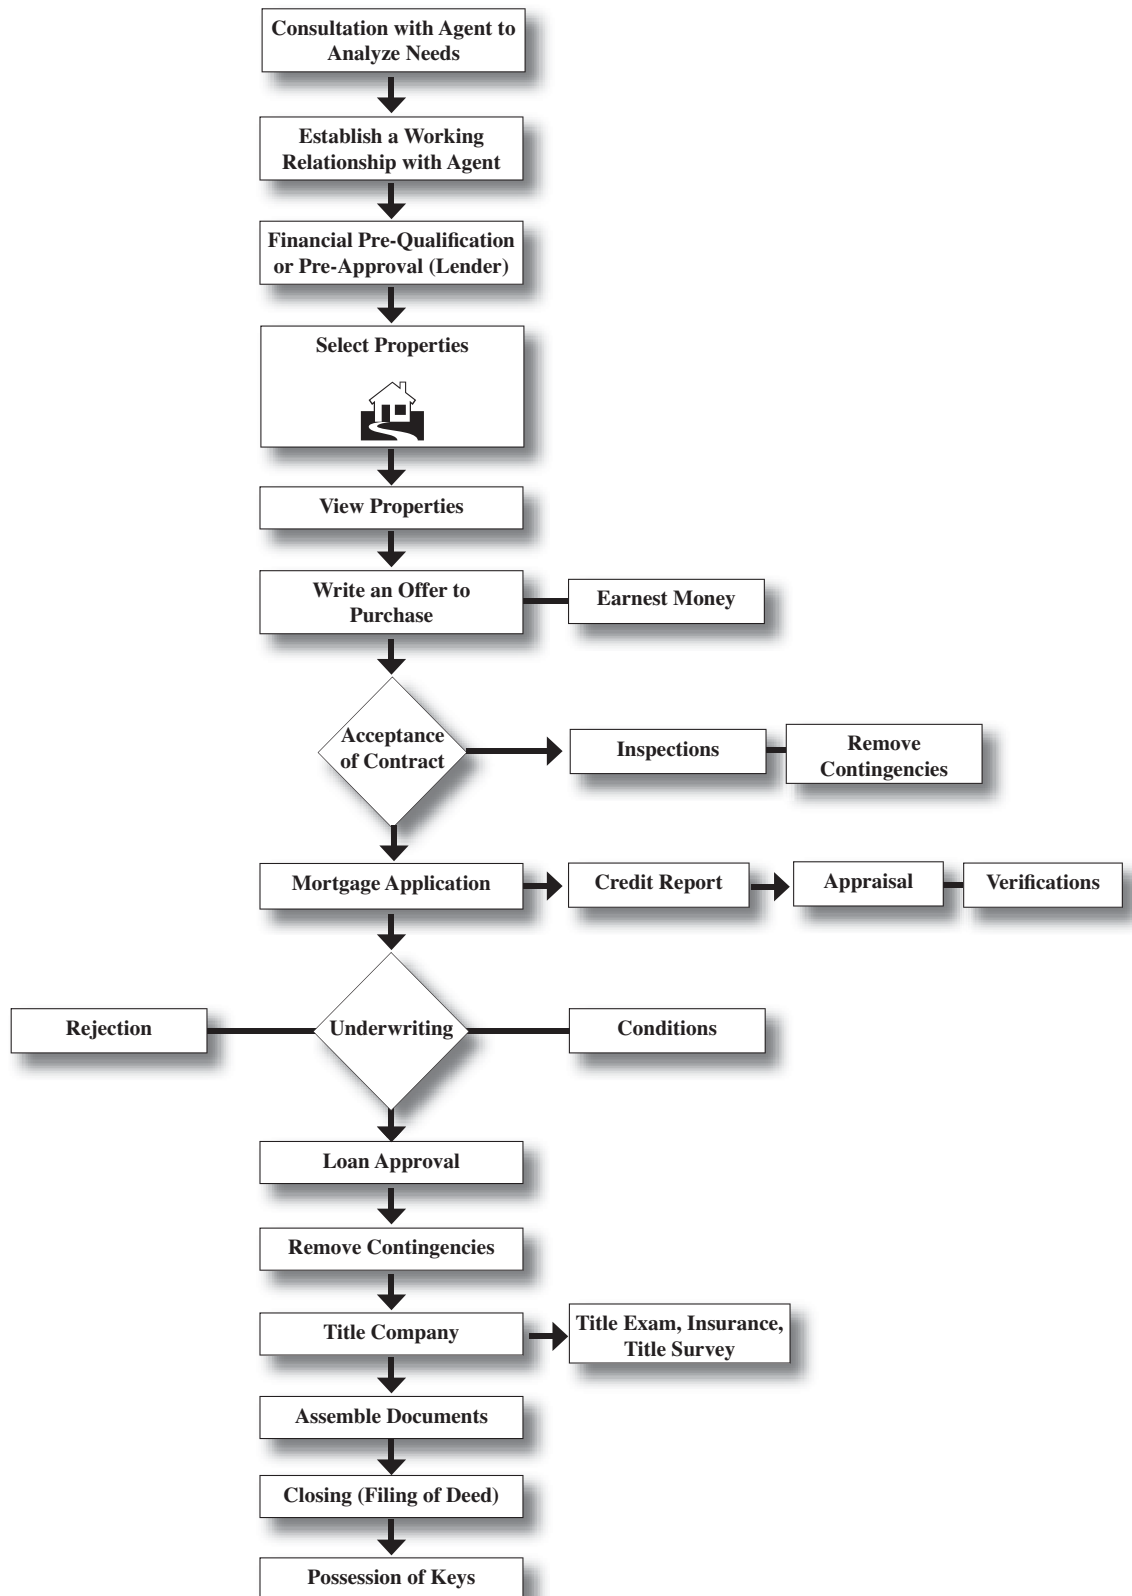 Consultation with Agent to
Analyze Needs
Establish a Working
Relationship with Agent
Financial Pre-Qualification
or Pre-Approval (Lender)
Select Properties
View Properties
Write an Offer to
Purchase
Earnest Money
Acceptance
of Contract
Inspections
Remove
Contingencies
Mortgage Application
Credit Report
Appraisal
Verifications
Rejection
Underwriting
Conditions
Loan Approval
Remove Contingencies
Title Company
Title Exam, Insurance,
Title Survey
Assemble Documents
Closing (Filing of Deed)
Possession of Keys